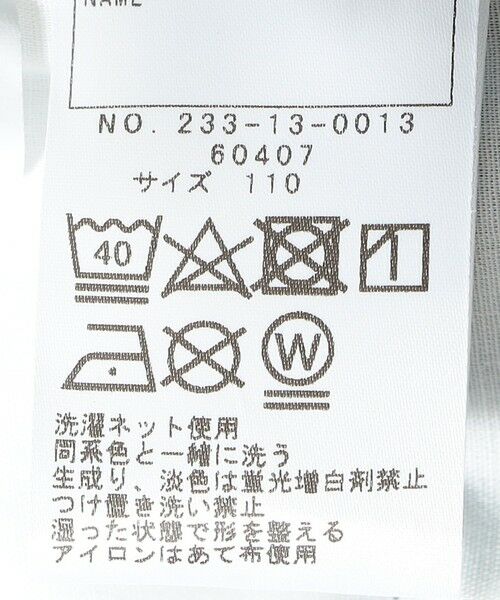 NAME
NO. 233-13-0013
60407
サイズ 110
40
W
洗濯ネット使用
同系色と一緒に洗う
生成り、淡色は蛍光増白剤禁止
つけ置き洗い禁止
湿った状態で形を整える
アイロンはあて布使用